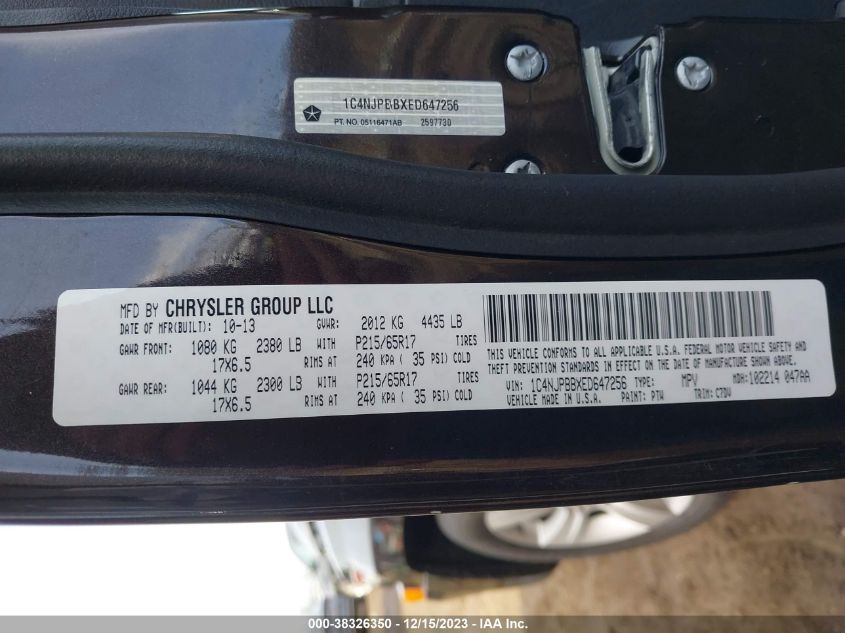 1C4NJPBBXED647256
PT. NO. 05116471AB 2597730
MFD BY CHRYSLER GROUP LLC
DATE OF MFR(BUILT): 10-13 GVWR: 2012 KG 4435 LB
GAWR FRONT: 1080 KG 2380 LB WITH P215/65R17 TIRES
17X6.5 RIMS AT 240 KPA ( 35 PSI) COLD
GAWR REAR: 1044 KG 2300 LB WITH P215/65R17 TIRES
17X6.5 RIMS AT 240 KPA ( 35 PSI) COLD
THIS VEHICLE CONFORMS TO ALL APPLICABLE U.S.A. FEDERAL MOTOR VEHICLE SAFETY
AND THEFT PREVENTION STANDARDS IN EFFECT ON THE DATE OF MANUFACTURE SHOWN ABOVE.
VIN: 1C4NJPBBXED647256 TYPE: MPV MDH: 102214 047AA
VEHICLE MADE IN U.S.A. PAINT: PTW TRIM: C7DV
000-38326350 - 12/15/2023 - IAA Inc.